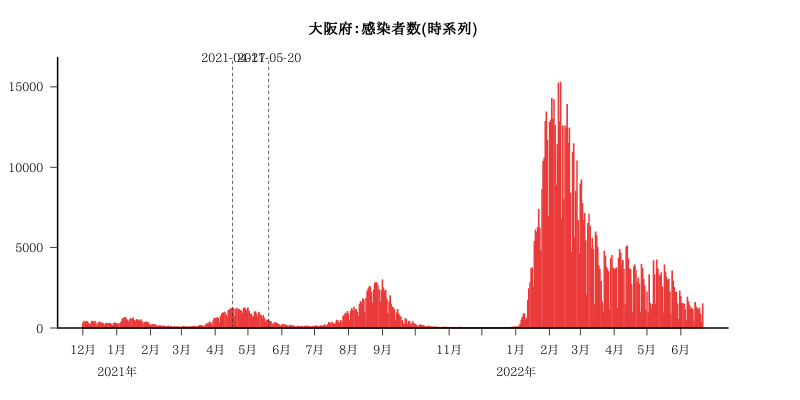 大阪府:感染者数(時系列)
2021-04-17 2021-05-20
15000
10000
5000
0
12月 1月 2月 3月 4月 5月 6月 7月 8月 9月 11月 1月 2月 3月 4月 5月 6月
2021年 2022年